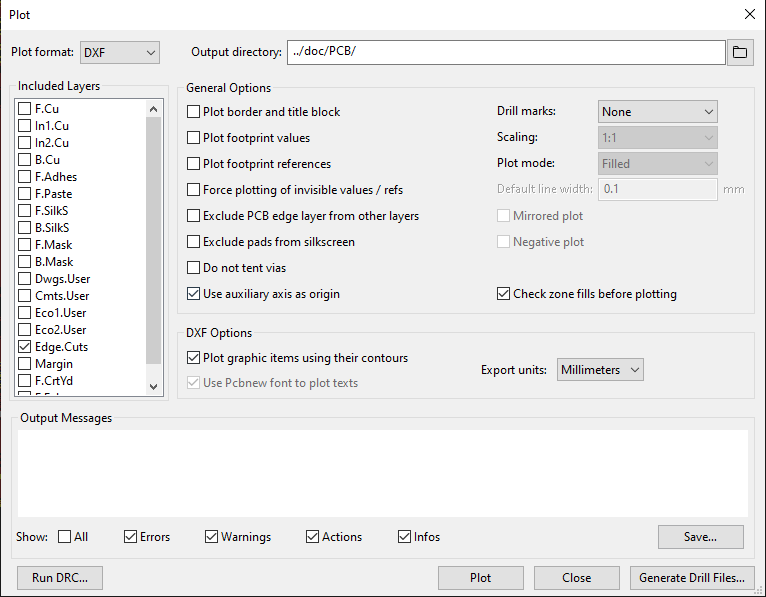 Plot
Plot format: DXF
Output directory: ../doc/PCB/
Included Layers
F.Cu
In1.Cu
In2.Cu
B.Cu
F.Adhes
F.Paste
F.SilkS
B.SilkS
F.Mask
B.Mask
Dwgs.User
Cmts.User
Eco1.User
Eco2.User
Edge.Cuts
Margin
F.CrtYd
General Options
Plot border and title block
Plot footprint values
Plot footprint references
Force plotting of invisible values / refs
Exclude PCB edge layer from other layers
Exclude pads from silkscreen
Do not tent vias
Use auxiliary axis as origin
Drill marks: None
Scaling: 1:1
Plot mode: Filled
Default line width: 0.1 mm
Mirrored plot
Negative plot
Check zone fills before plotting
DXF Options
Plot graphic items using their contours
Use Pcbnew font to plot texts
Export units: Millimeters
Output Messages
Show: All Errors Warnings Actions Infos Save...
Run DRC... Plot Close Generate Drill Files...